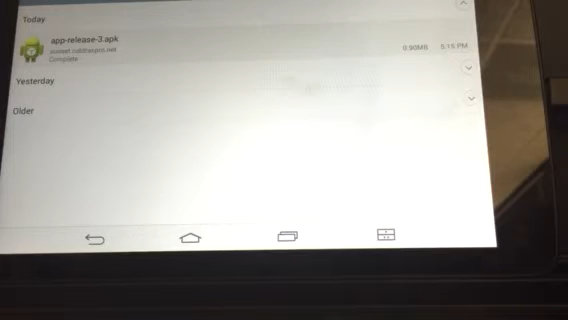 Today
app-release-3.apk
Complete
0.90MB 5:15 PM
Yesterday
Older